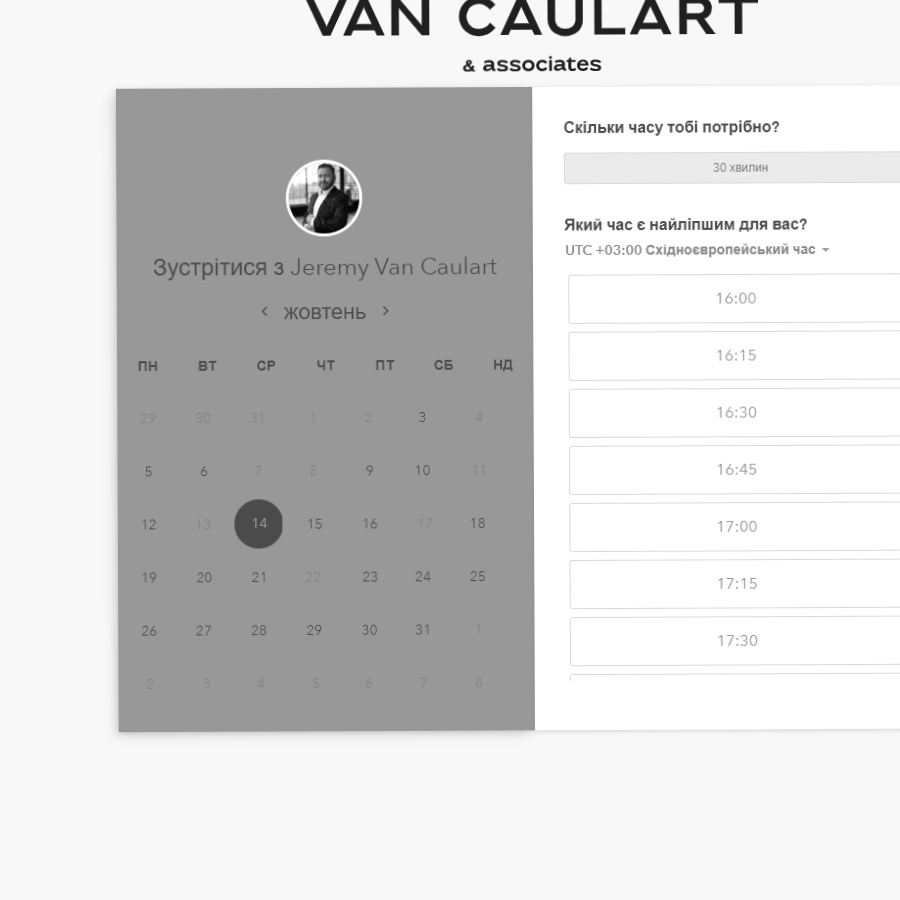 VAN CAULART
& associates
Зустрітися з Jeremy Van Caulart
‹ жовтень ›
ПН ВТ СР ЧТ ПТ СБ НД
29 30 31 1 2 3 4
5 6 7 8 9 10 11
12 13 14 15 16 17 18
19 20 21 22 23 24 25
26 27 28 29 30 31 1
2 3 4 5 6 7 8
Скільки часу тобі потрібно?
30 хвилин
Який час є найліпшим для вас?
UTC +03:00 Східноєвропейський час
16:00
16:15
16:30
16:45
17:00
17:15
17:30